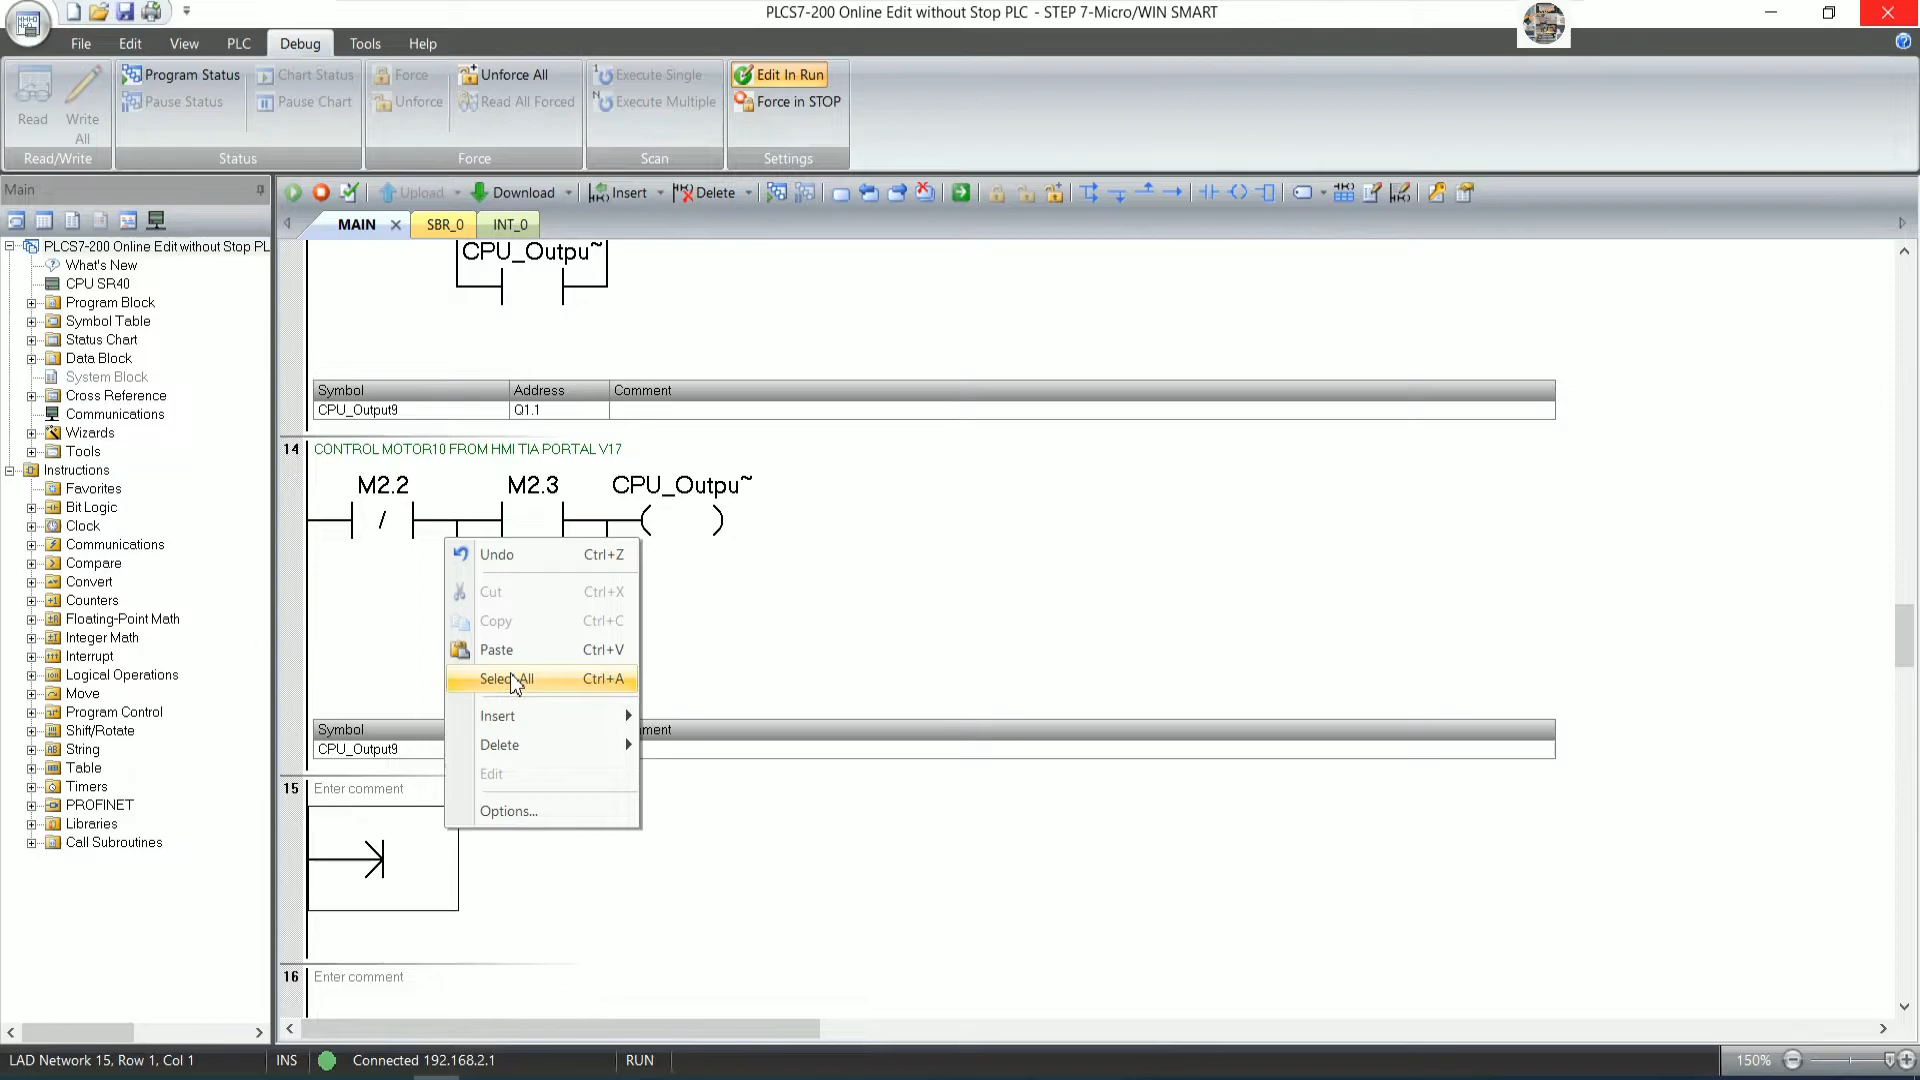 PLCS7-200 Online Edit without Stop PLC - STEP 7-Micro/WIN SMART
File Edit View PLC Debug Tools Help
Read
Write All
Read/Write
Program Status
Pause Status
Chart Status
Pause Chart
Status
Force
Unforce
Unforce All
Read All Forced
Force
Execute Single
Execute Multiple
Scan
Edit In Run
Force in STOP
Settings
Main
Upload Download Insert Delete
MAIN SBR_0 INT_0
PLCS7-200 Online Edit without Stop PL
What's New
CPU SR40
Program Block
Symbol Table
Status Chart
Data Block
System Block
Cross Reference
Communications
Wizards
Tools
Instructions
Favorites
Bit Logic
Clock
Communications
Compare
Convert
Counters
Floating-Point Math
Integer Math
Interrupt
Logical Operations
Move
Program Control
Shift/Rotate
String
Table
Timers
PROFINET
Libraries
Call Subroutines
CPU_Outpu~
Symbol Address Comment
CPU_Output9 Q1.1
14 CONTROL MOTOR10 FROM HMI TIA PORTAL V17
M2.2 M2.3 CPU_Outpu~
Undo Ctrl+Z
Cut Ctrl+X
Copy Ctrl+C
Paste Ctrl+V
Select All Ctrl+A
Insert
Delete
Edit
Options...
Symbol ment
CPU_Output9
15 Enter comment
16 Enter comment
LAD Network 15, Row 1, Col 1 INS Connected 192.168.2.1 RUN 150%